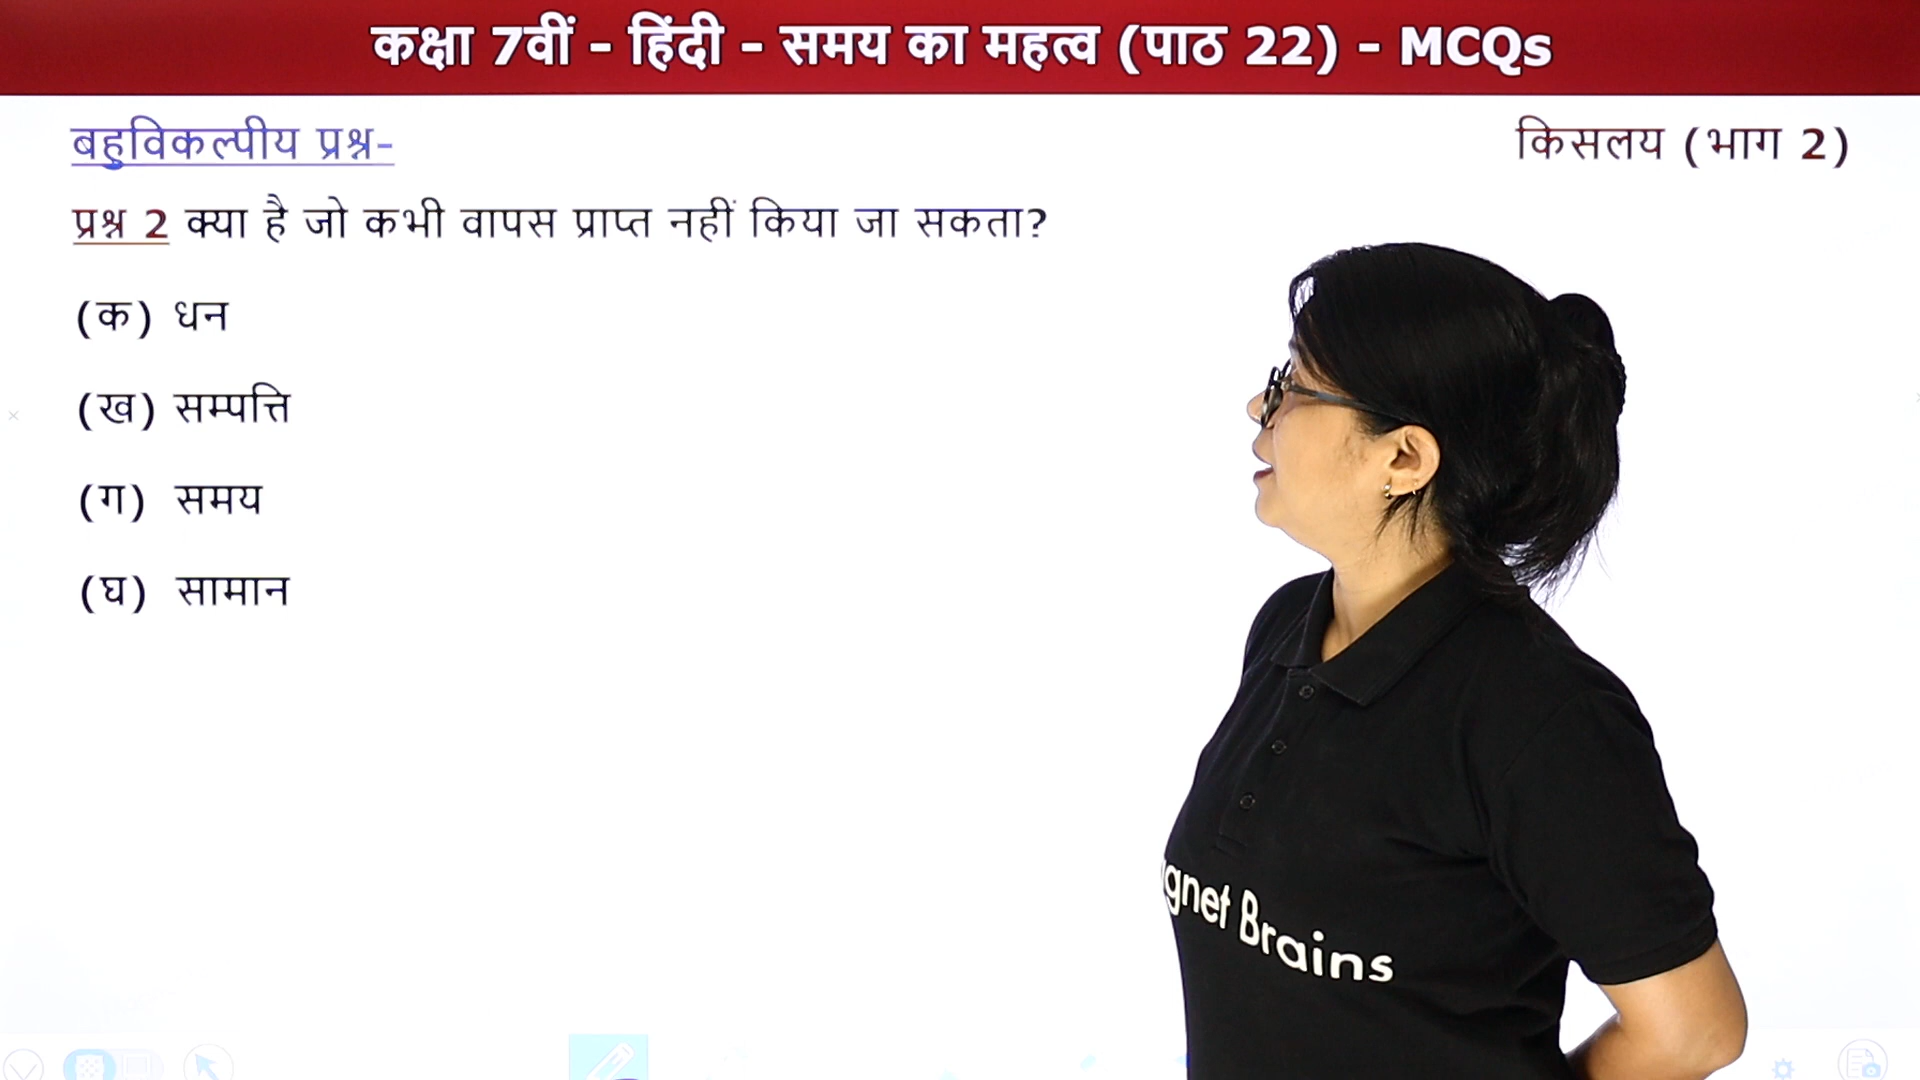 कक्षा 7वीं - हिंदी - समय का महत्व (पाठ 22) - MCQs
बहुविकल्पीय प्रश्न-
किसलय (भाग 2)
प्रश्न 2 क्या है जो कभी वापस प्राप्त नहीं किया जा सकता?
(क) धन
(ख) सम्पत्ति
(ग) समय
(घ) सामान
gnet Brains